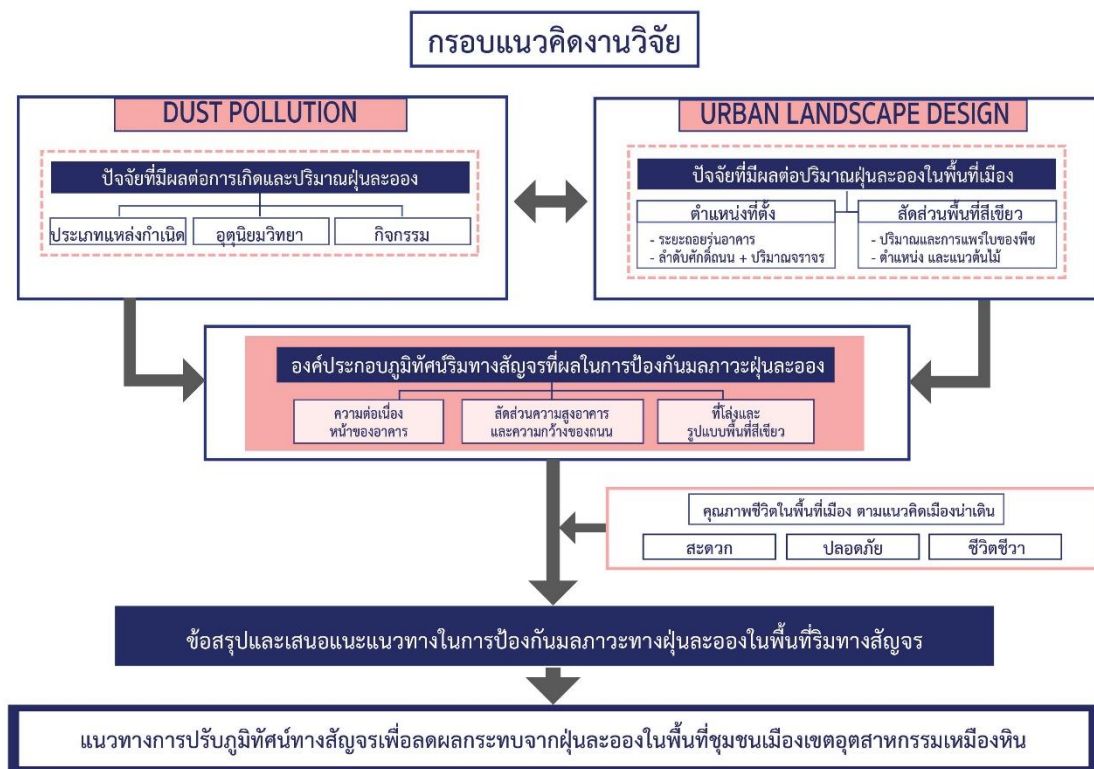 กรอบแนวคิดงานวิจัย
DUST POLLUTION
ปัจจัยที่มีผลต่อการเกิดและปริมาณฝุ่นละออง
ประเภทแหล่งกำเนิด
อุตุนิยมวิทยา
กิจกรรม
URBAN LANDSCAPE DESIGN
ปัจจัยที่มีผลต่อปริมาณฝุ่นละอองในพื้นที่เมือง
ตำแหน่งที่ตั้ง
- ระยะถอยร่นอาคาร
- ลำดับศักดิ์ถนน + ปริมาณจราจร
สัดส่วนพื้นที่สีเขียว
- ปริมาณและการแพร่ใบของพืช
- ตำแหน่ง และแนวต้นไม้
องค์ประกอบภูมิทัศน์ริมทางสัญจรที่ผลในการป้องกันมลภาวะฝุ่นละออง
ความต่อเนื่อง
หน้าของอาคาร
สัดส่วนความสูงอาคาร
และความกว้างของถนน
ที่โล่งและ
รูปแบบพื้นที่สีเขียว
คุณภาพชีวิตในพื้นที่เมือง ตามแนวคิดเมืองน่าเดิน
สะดวก
ปลอดภัย
ชีวิตชีวา
ข้อสรุปและเสนอแนะแนวทางในการป้องกันมลภาวะทางฝุ่นละอองในพื้นที่ริมทางสัญจร
แนวทางการปรับภูมิทัศน์ทางสัญจรเพื่อลดผลกระทบจากฝุ่นละอองในพื้นที่ชุมชนเมืองเขตอุตสาหกรรมเหมืองหิน